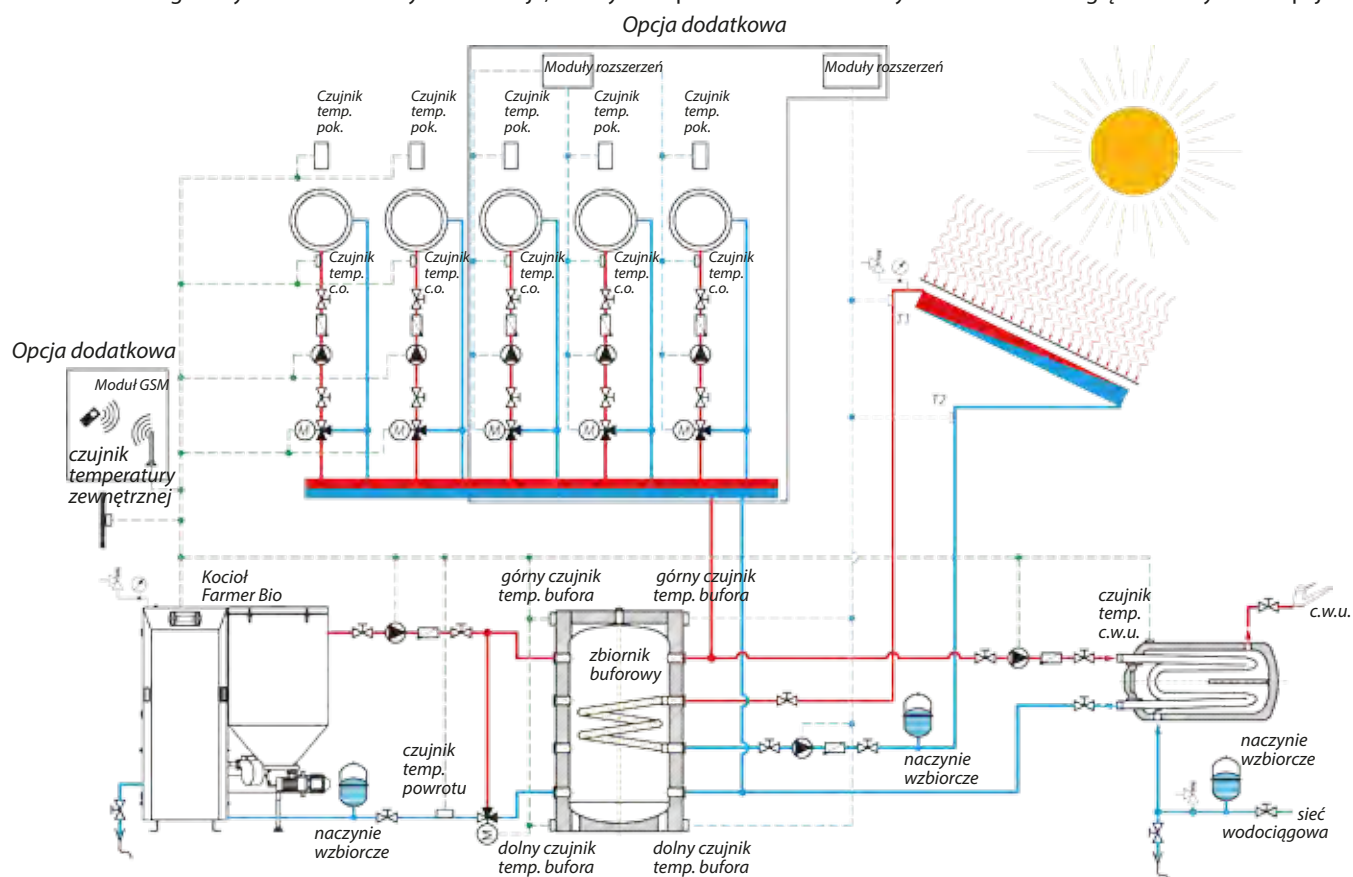 Opcja dodatkowa
Moduły rozszerzeń
Moduły rozszerzeń
Czujnik
temp.
pok.
Czujnik
temp.
pok.
Czujnik
temp.
pok.
Czujnik
temp.
pok.
Czujnik
temp.
pok.
Czujnik
temp.
c.o.
Czujnik
temp.
c.o.
Czujnik
temp.
c.o.
Czujnik
temp.
c.o.
Czujnik
temp.
c.o.
T1
T2
M
M
M
M
M
Opcja dodatkowa
Moduł GSM
czujnik
temperatury
zewnętrznej
Kocioł
Farmer Bio
górny czujnik
temp. bufora
górny czujnik
temp. bufora
zbiornik
buforowy
czujnik
temp.
c.w.u.
c.w.u.
czujnik
temp.
powrotu
naczynie
wzbiorcze
M
dolny czujnik
temp. bufora
dolny czujnik
temp. bufora
naczynie
wzbiorcze
naczynie
wzbiorcze
sieć
wodociągowa